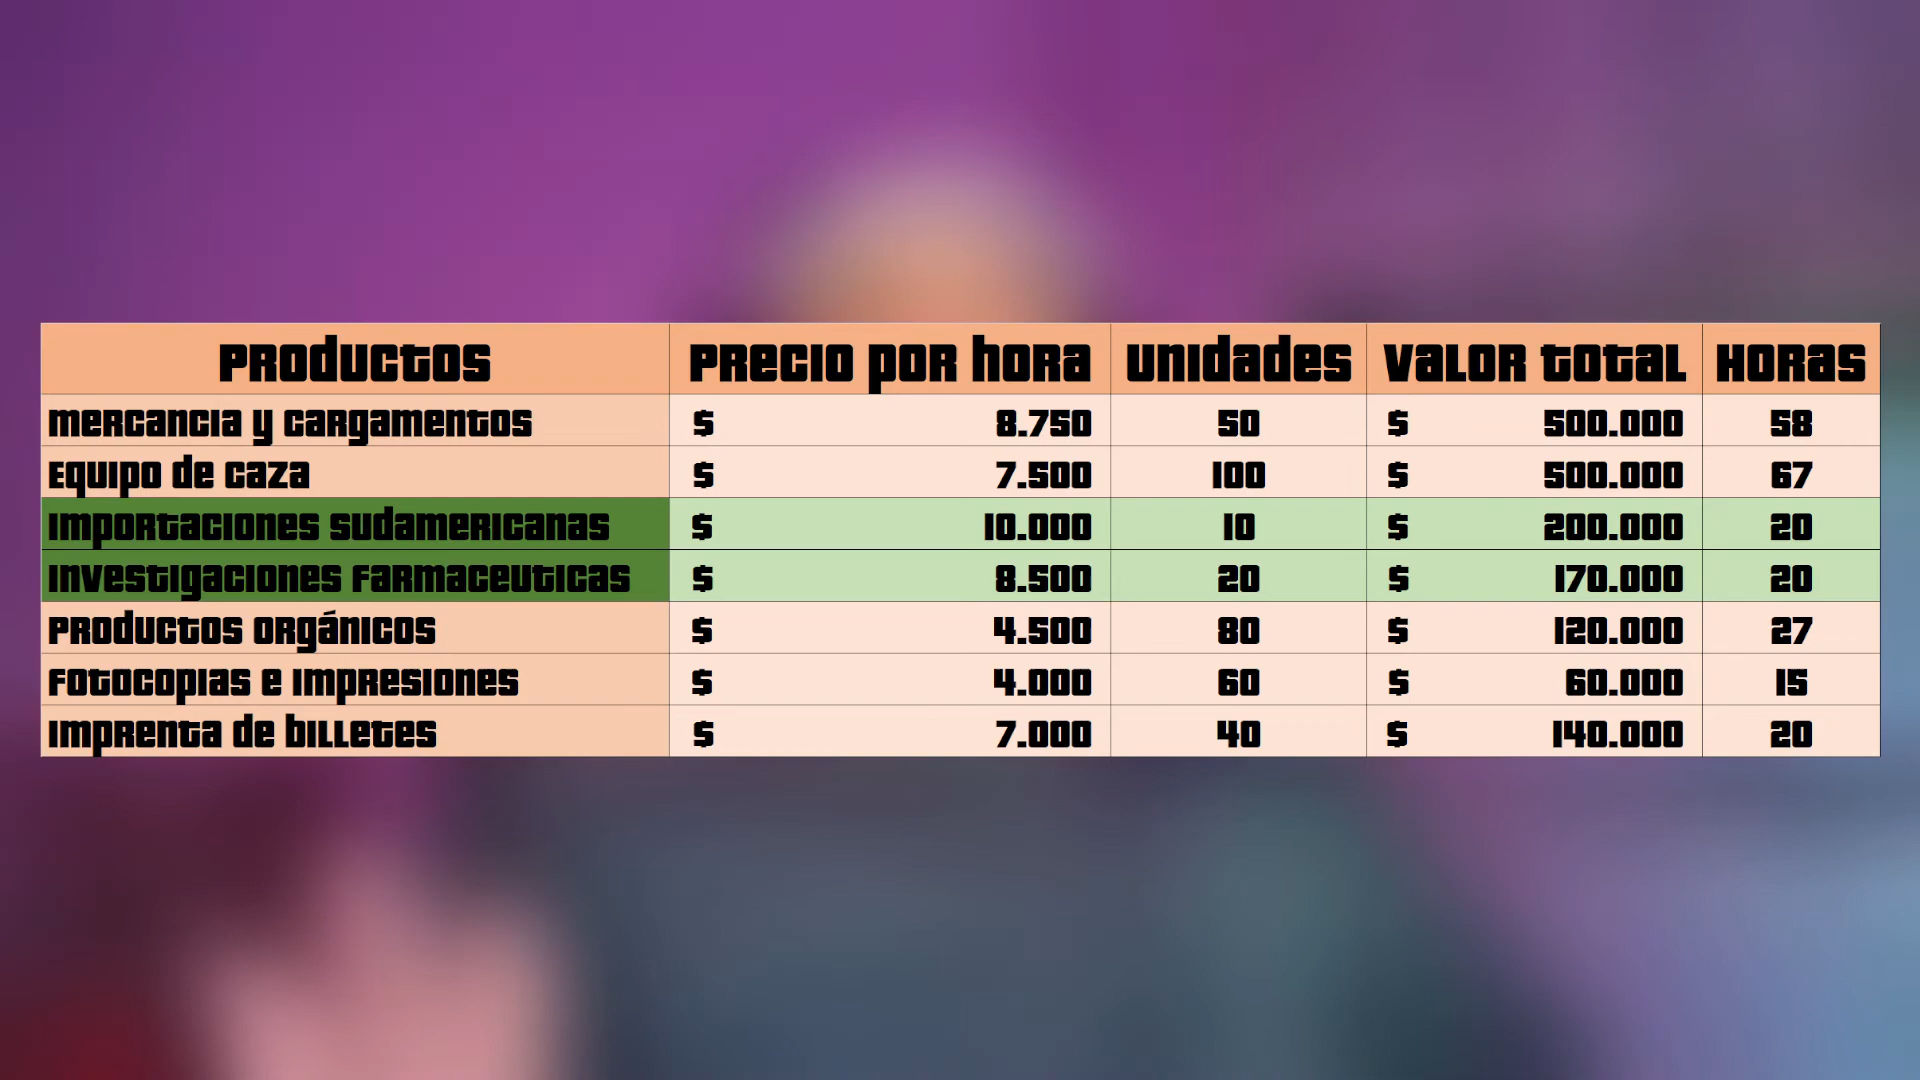 Productos Precio por hora Unidades Valor total Horas
Mercancia y cargamentos $ 8.750 50 $ 500.000 58
Equipo de caza $ 7.500 100 $ 500.000 67
Importaciones sudamericanas $ 10.000 10 $ 200.000 20
Investigaciones farmaceuticas $ 8.500 20 $ 170.000 20
Productos orgánicos $ 4.500 80 $ 120.000 27
Fotocopias e impresiones $ 4.000 60 $ 60.000 15
Imprenta de billetes $ 7.000 40 $ 140.000 20